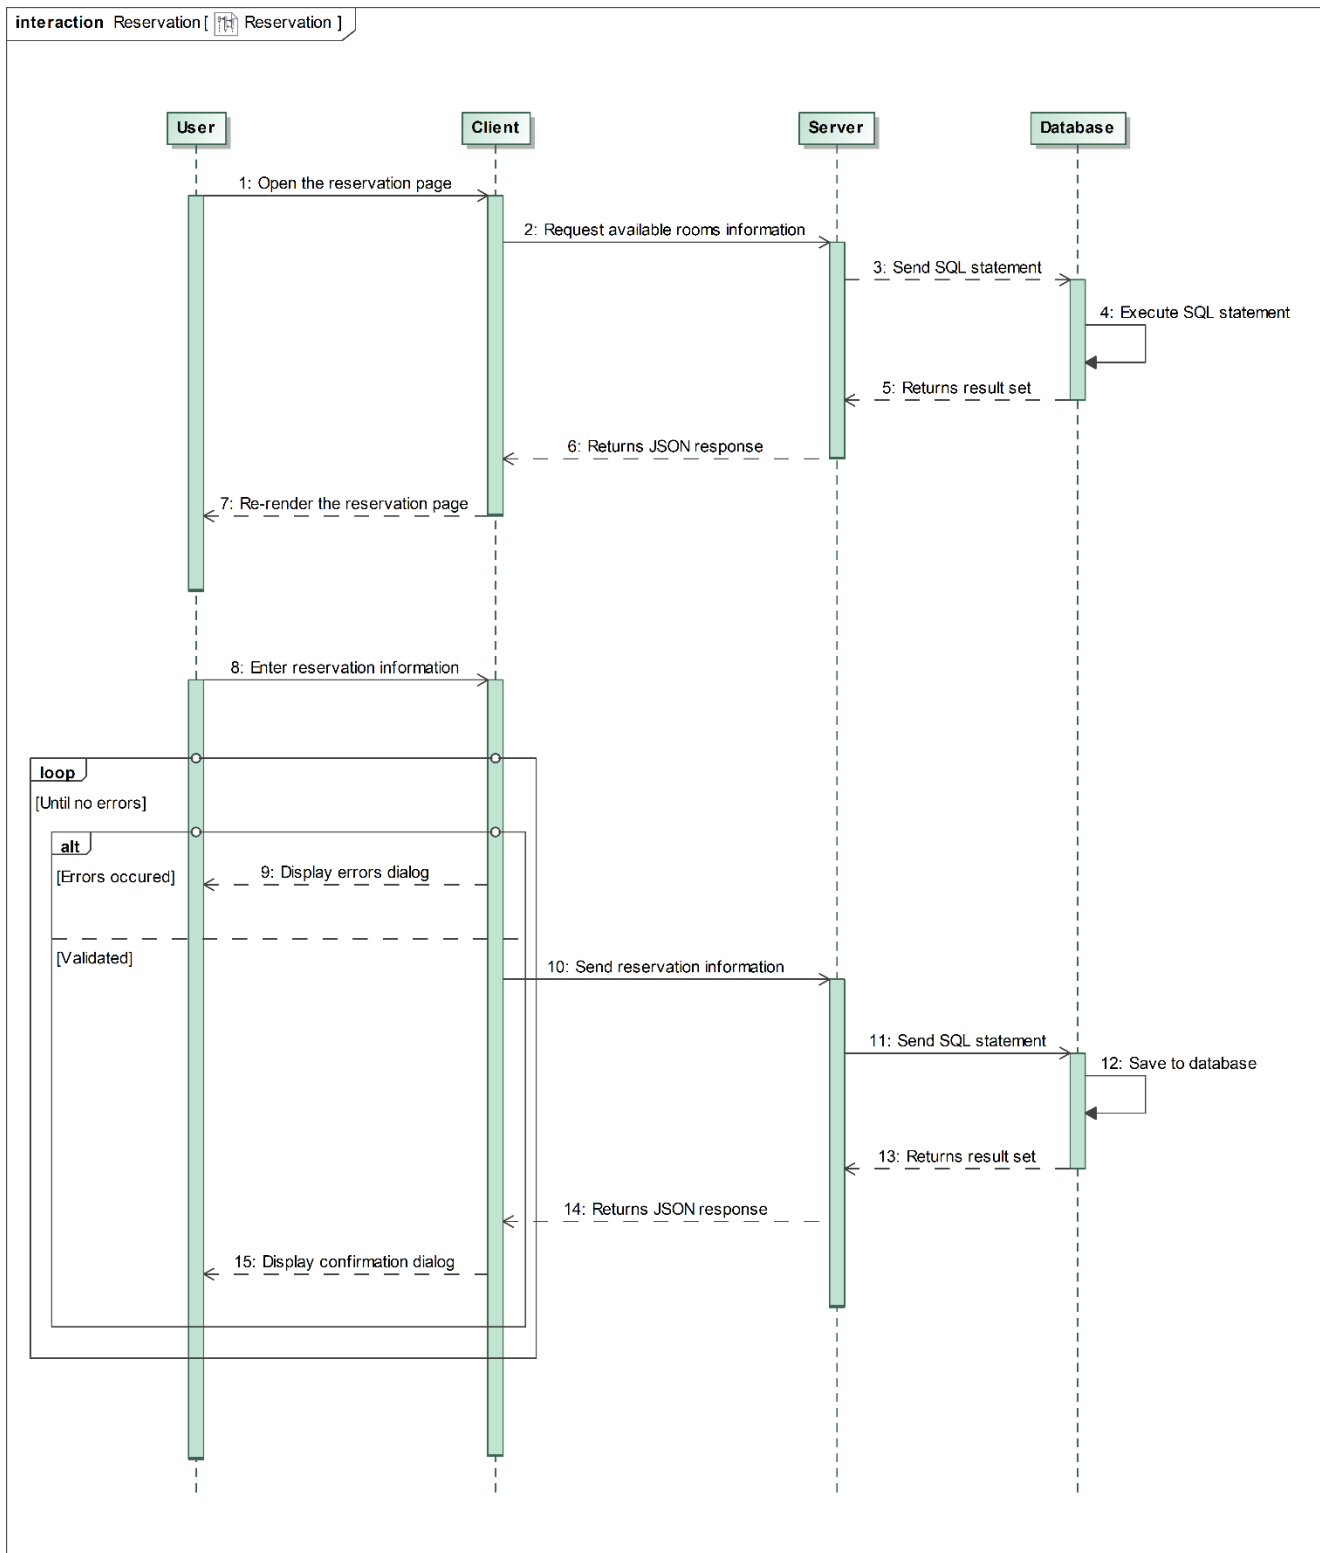 interaction Reservation [ Reservation ]
User
Client
Server
Database
1: Open the reservation page
2: Request available rooms information
3: Send SQL statement
4: Execute SQL statement
5: Returns result set
6: Returns JSON response
7: Re-render the reservation page
8: Enter reservation information
loop
[Until no errors]
alt
[Errors occured]
9: Display errors dialog
[Validated]
10: Send reservation information
11: Send SQL statement
12: Save to database
13: Returns result set
14: Returns JSON response
15: Display confirmation dialog